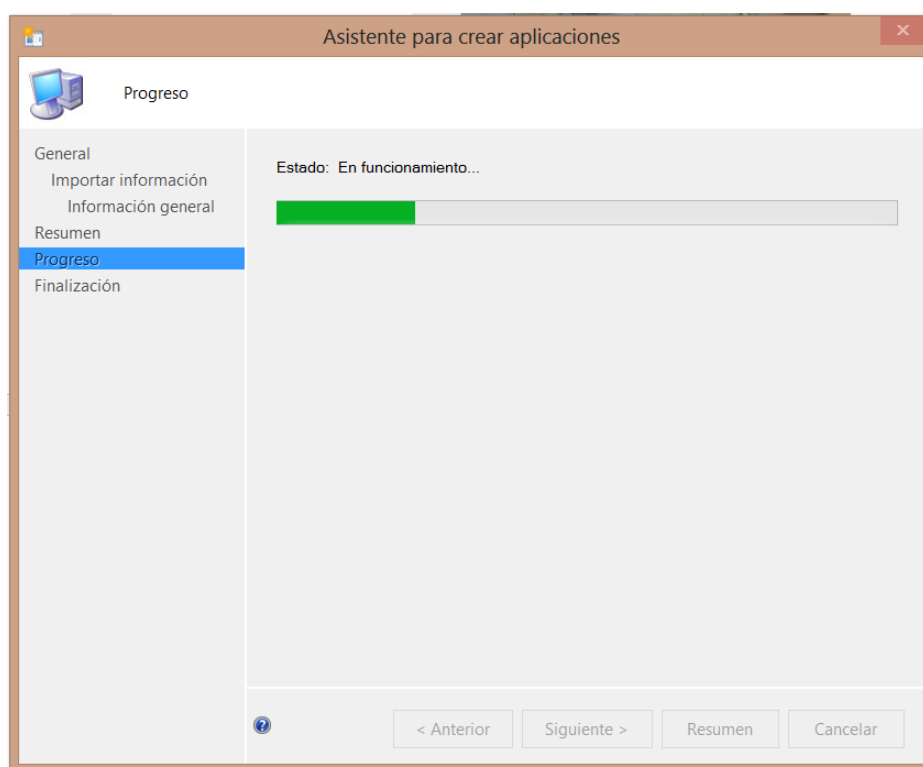 Asistente para crear aplicaciones
Progreso
General
Importar información
Información general
Resumen
Progreso
Finalización
Estado: En funcionamiento...
< Anterior
Siguiente >
Resumen
Cancelar